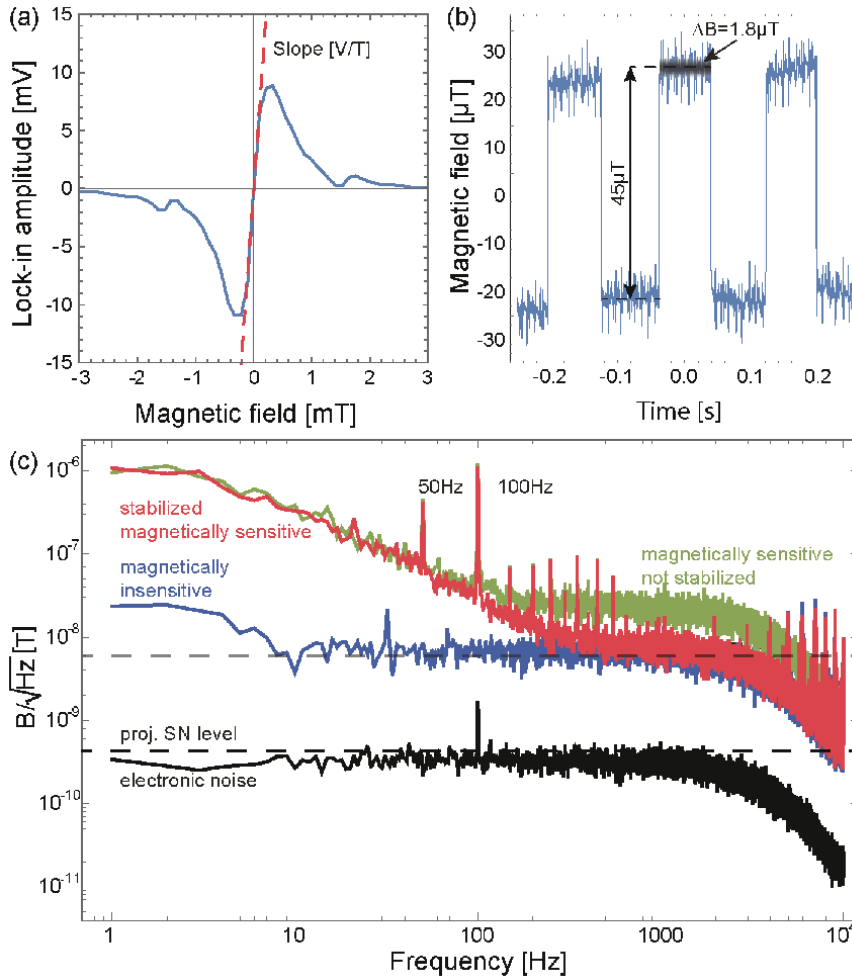 (a)
Slope [V/T]
15
10
5
0
-5
-10
-15
Lock-in amplitude [mV]
-3 -2 -1 0 1 2 3
Magnetic field [mT]
(b)
ΔB=1.8μT
45μT
30
20
10
0
-10
-20
-30
Magnetic field [μT]
-0.2 -0.1 0.0 0.1 0.2
Time [s]
(c)
50Hz 100Hz
stabilized
magnetically sensitive
magnetically
insensitive
magnetically sensitive
not stabilized
proj. SN level
electronic noise
10⁻⁶
10⁻⁷
10⁻⁸
10⁻⁹
10⁻¹⁰
10⁻¹¹
B/√Hz [T]
1 10 100 1000 10⁴
Frequency [Hz]